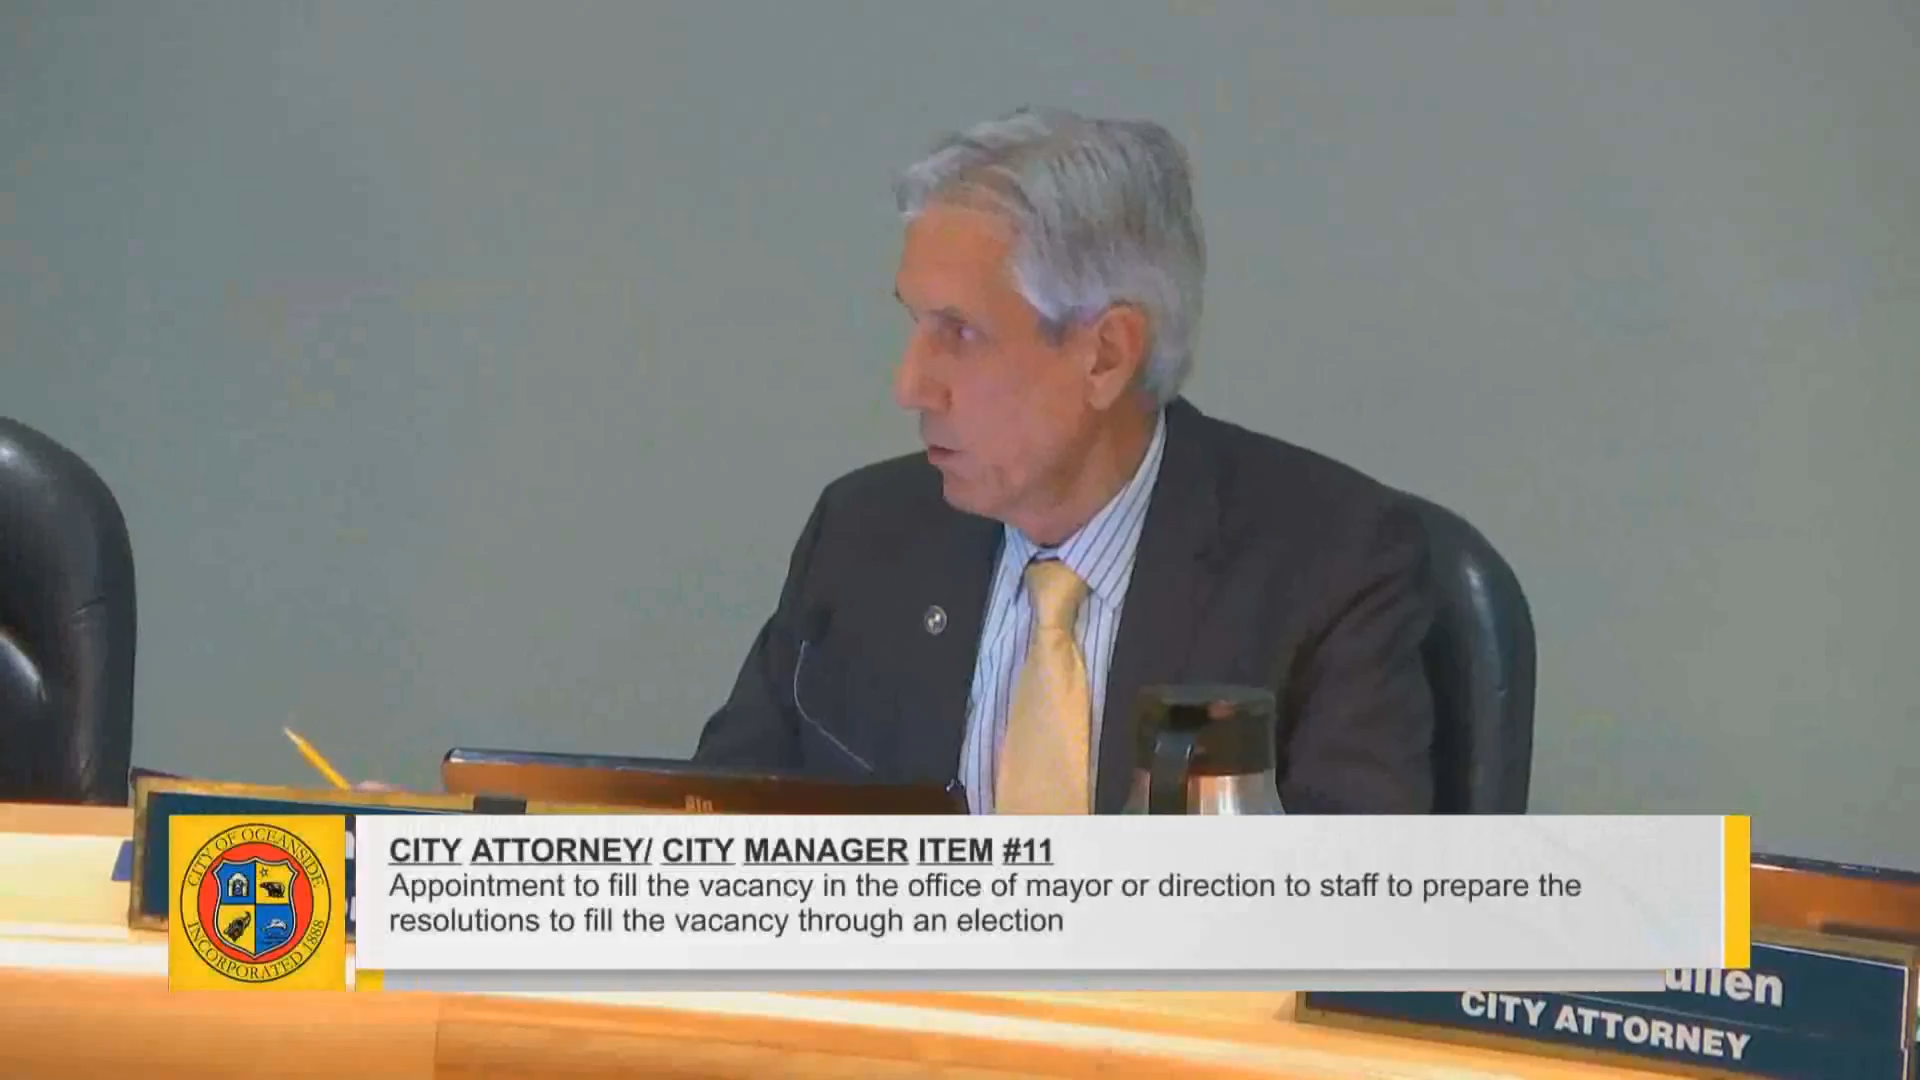 CITY OF OCEANSIDE
INCORPORATED 1888
CITY ATTORNEY/ CITY MANAGER ITEM #11
Appointment to fill the vacancy in the office of mayor or direction to staff to prepare the
resolutions to fill the vacancy through an election
CITY ATTORNEY